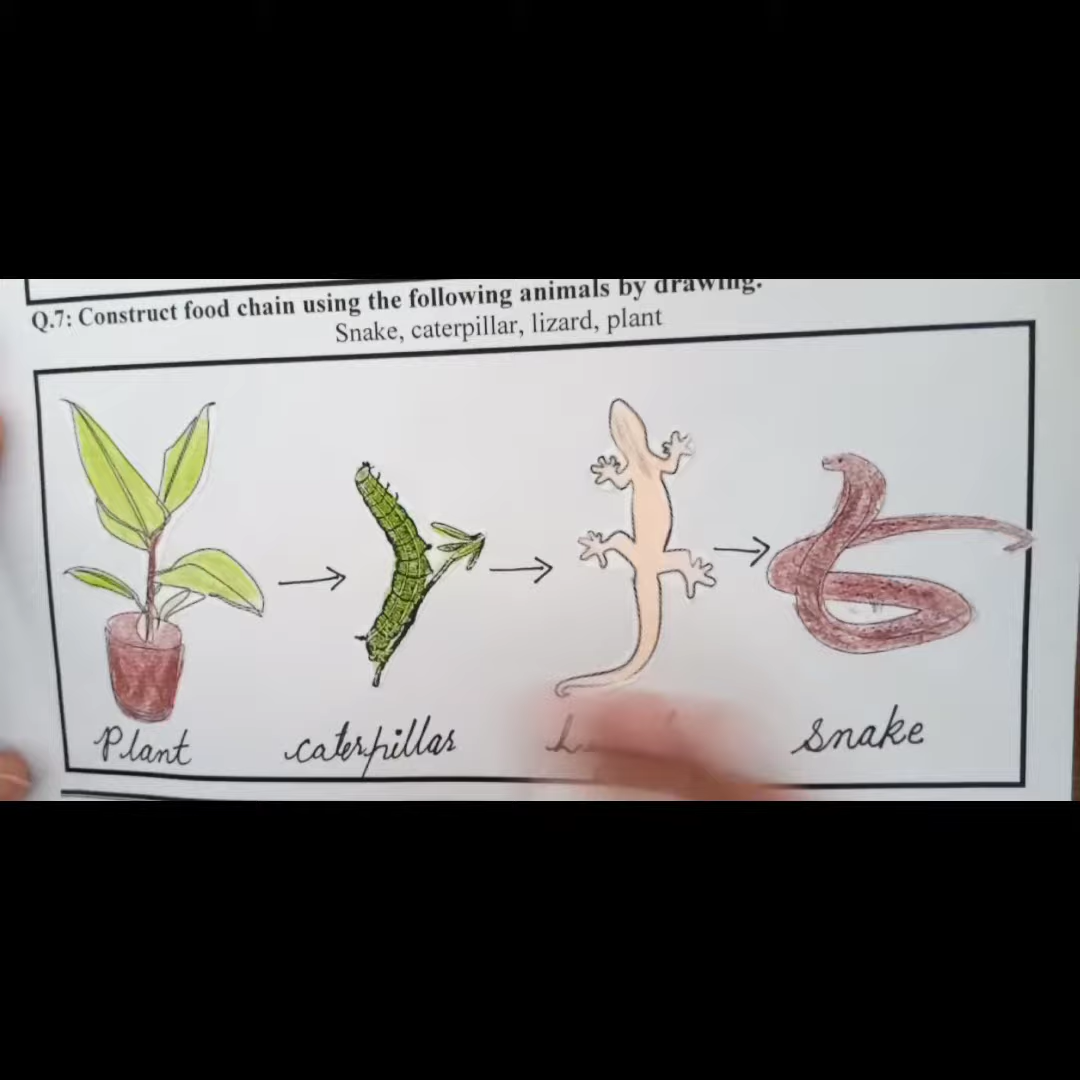 Q.7: Construct food chain using the following animals by drawing.
Snake, caterpillar, lizard, plant
Plant caterpillar snake